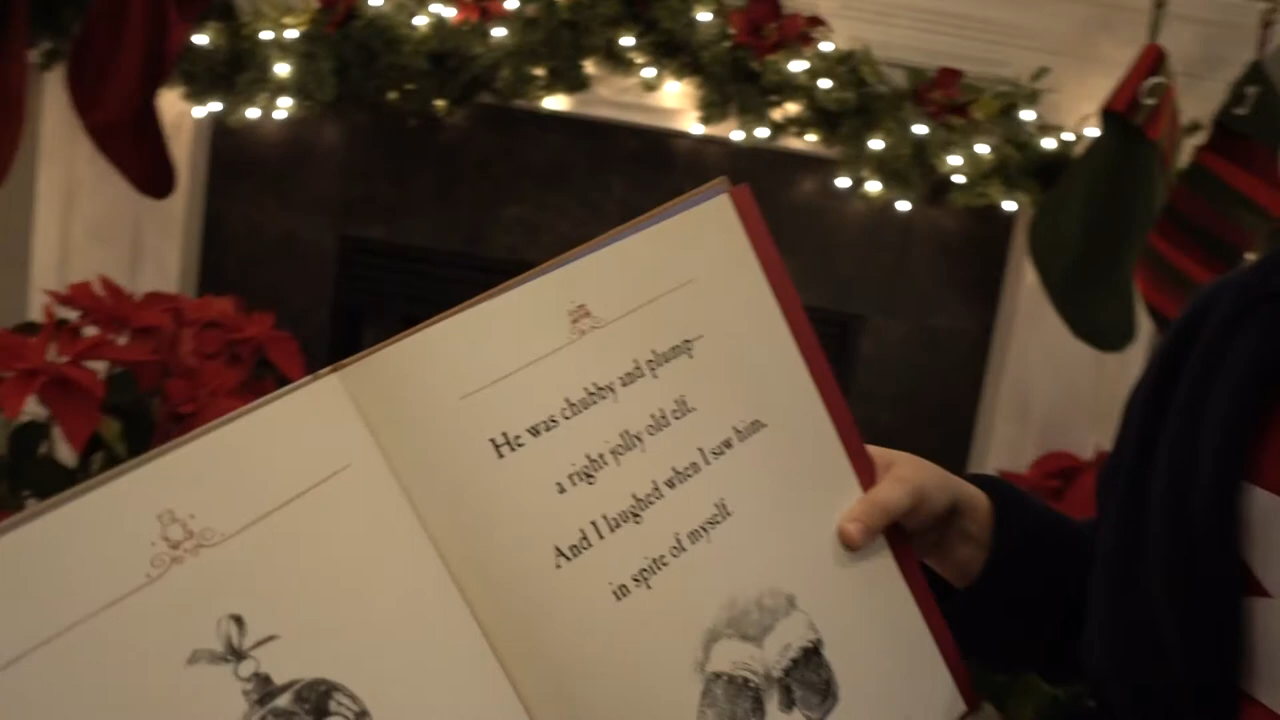 He was chubby and plump—
a right jolly old elf.
And I laughed when I saw him,
in spite of myself.